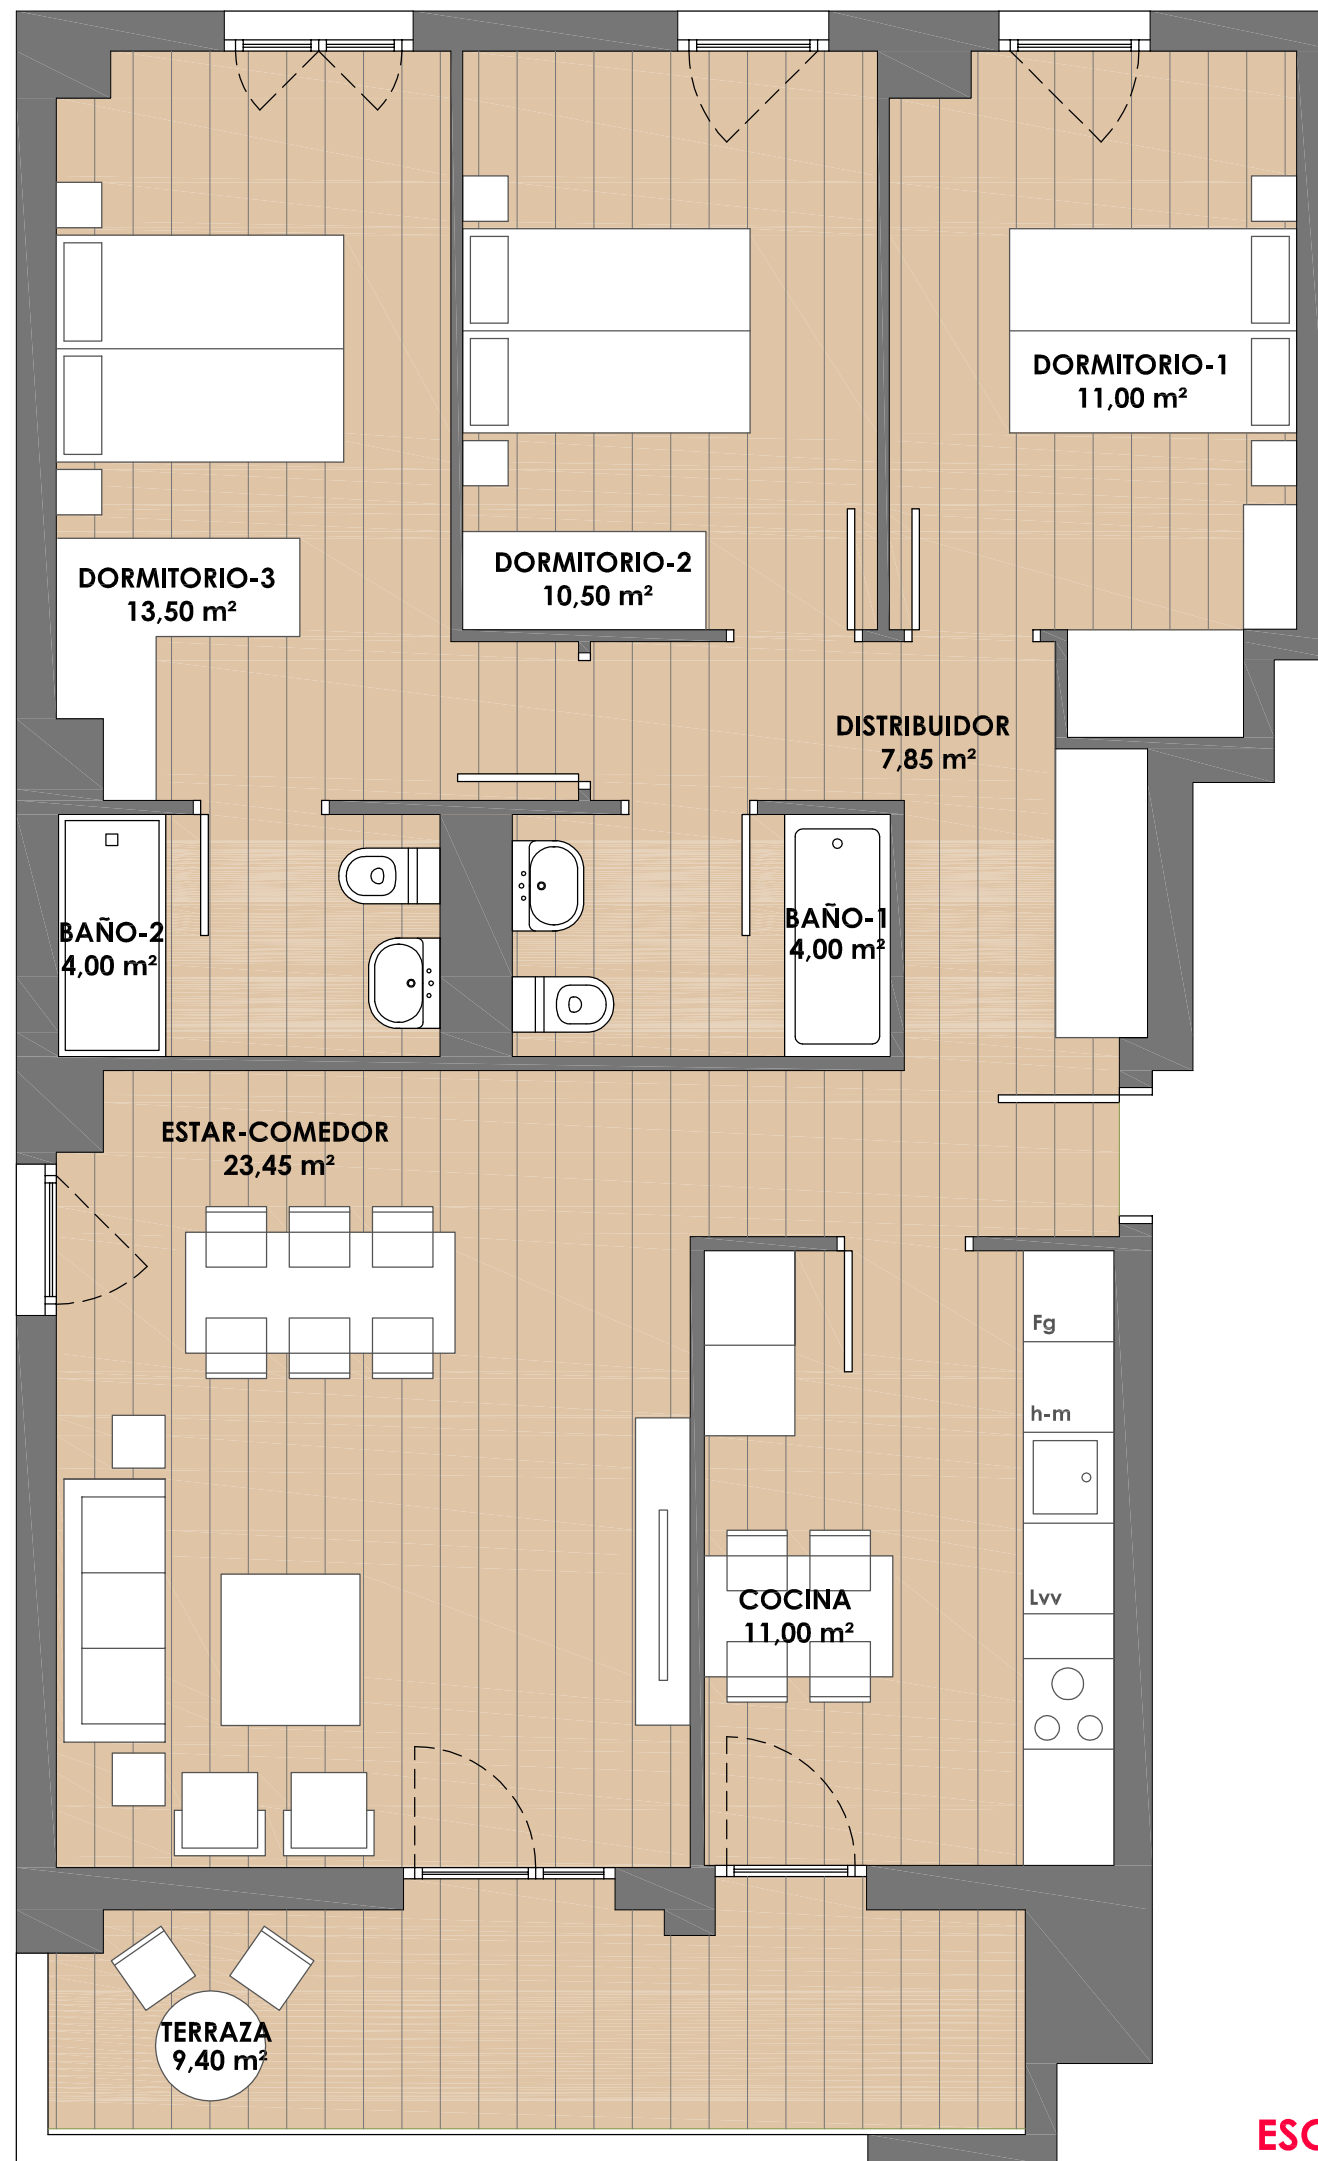 DORMITORIO-1
11,00 m²
DORMITORIO-2
10,50 m²
DORMITORIO-3
13,50 m²
DISTRIBUIDOR
7,85 m²
BAÑO-2
4,00 m²
BAÑO-1
4,00 m²
ESTAR-COMEDOR
23,45 m²
Fg
h-m
Lvv
COCINA
11,00 m²
TERRAZA
9,40 m²